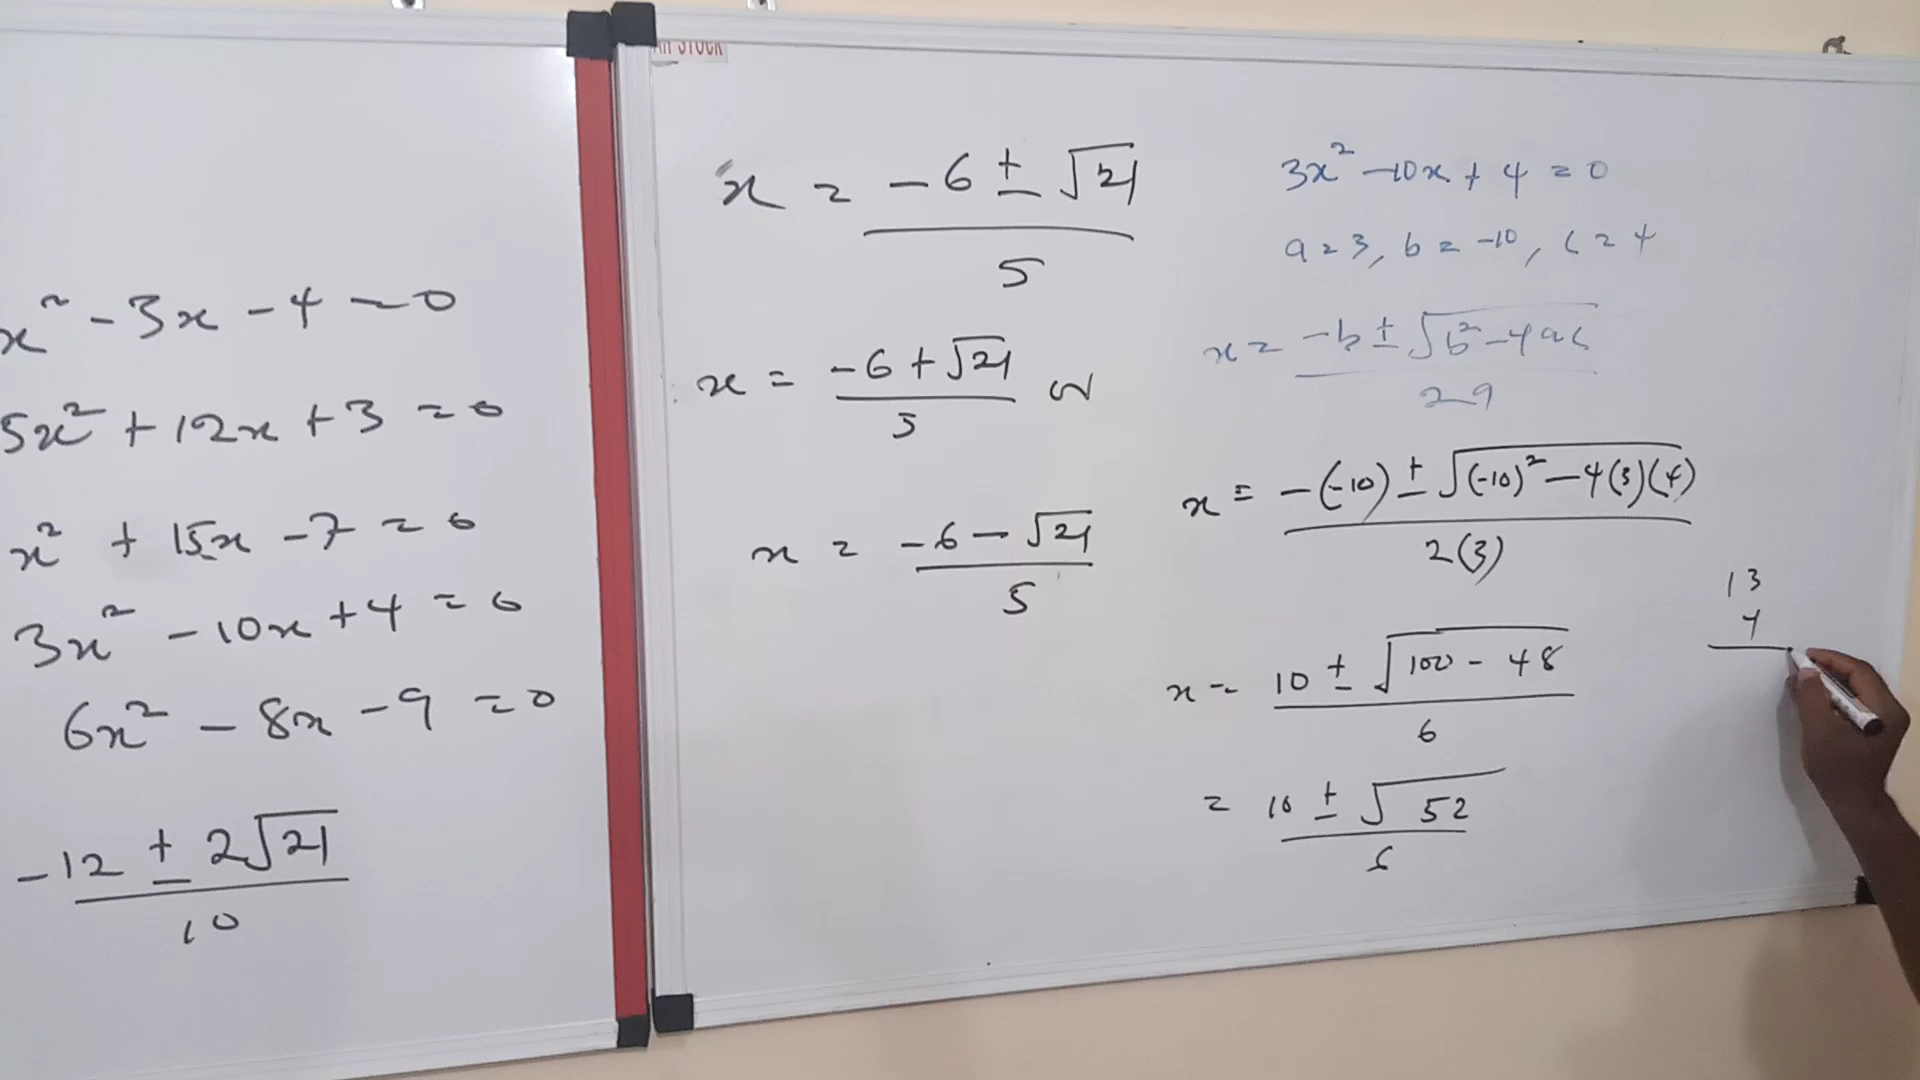 x² - 3x - 4 = 0
5x² + 12x + 3 = 0
x² + 15x - 7 = 0
3x² - 10x + 4 = 0
6x² - 8x - 9 = 0
-12 ± 2√21
10
STOCK
x = -6 ± √21
5
x = -6 + √21 or
5
x = -6 - √21
5
3x² - 10x + 4 = 0
a = 3, b = -10, c = 4
x = -b ± √b² - 4ac
2a
x = -(-10) ± √(-10)² - 4(3)(4)
2(3)
x = 10 ± √100 - 48
6
= 10 ± √52
6
13
4